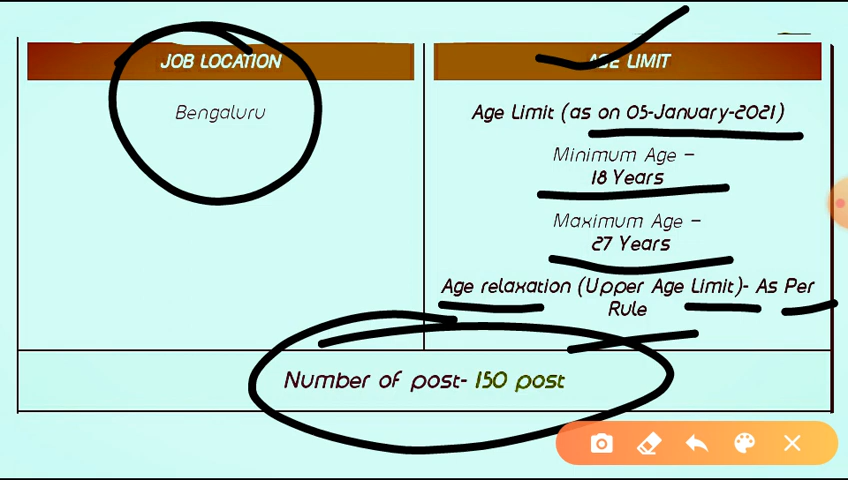 JOB LOCATION
Bengaluru
AGE LIMIT
Age Limit (as on 05-January-2021)
Minimum Age –
18 Years
Maximum Age –
27 Years
Age relaxation (Upper Age Limit)- As Per
Rule
Number of post- 150 post